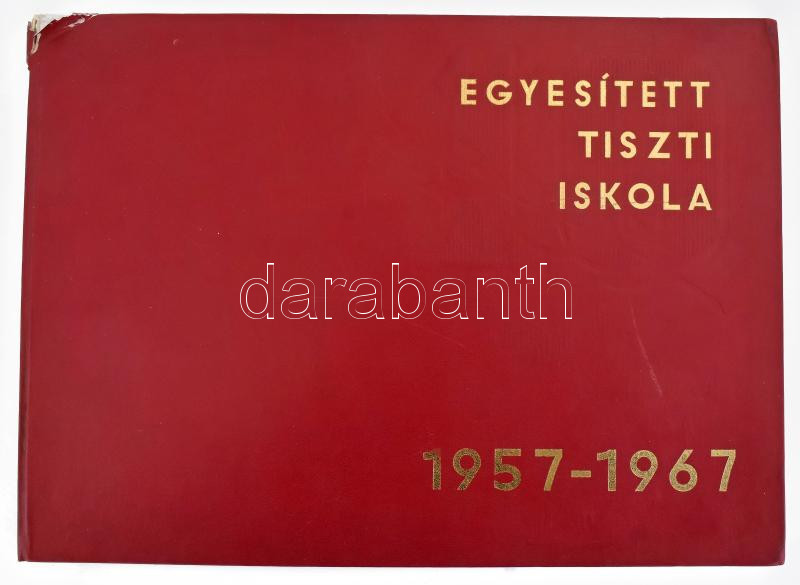 EGYESÍTETT
TISZTI
ISKOLA
darabanth
1957-1967